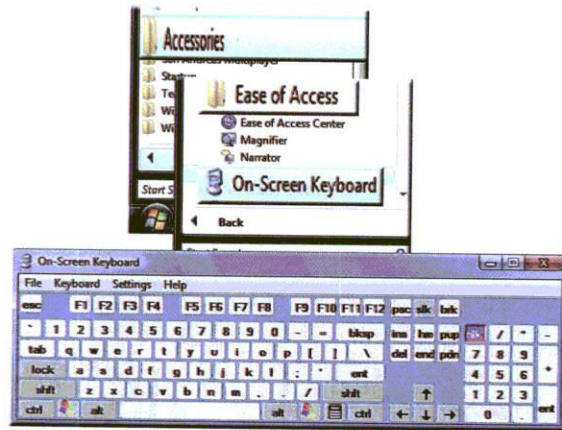 Accessories
San Andreas Multiplayer
Ease of Access
Ease of Access Center
Magnifier
Narrator
On-Screen Keyboard
Back
On-Screen Keyboard
File Keyboard Settings Help
esc F1 F2 F3 F4 F5 F6 F7 F8 F9 F10 F11 F12 psc slk brk
` 1 2 3 4 5 6 7 8 9 0 - = bksp ins hm pup / * -
tab q w e r t y u i o p [ ] \ del end pdn 7 8 9
lock a s d f g h j k l ; ' ent 4 5 6 +
shft z x c v b n m , . / shft ↑ 1 2 3
ctrl alt alt ctrl ← ↓ → 0 . ent